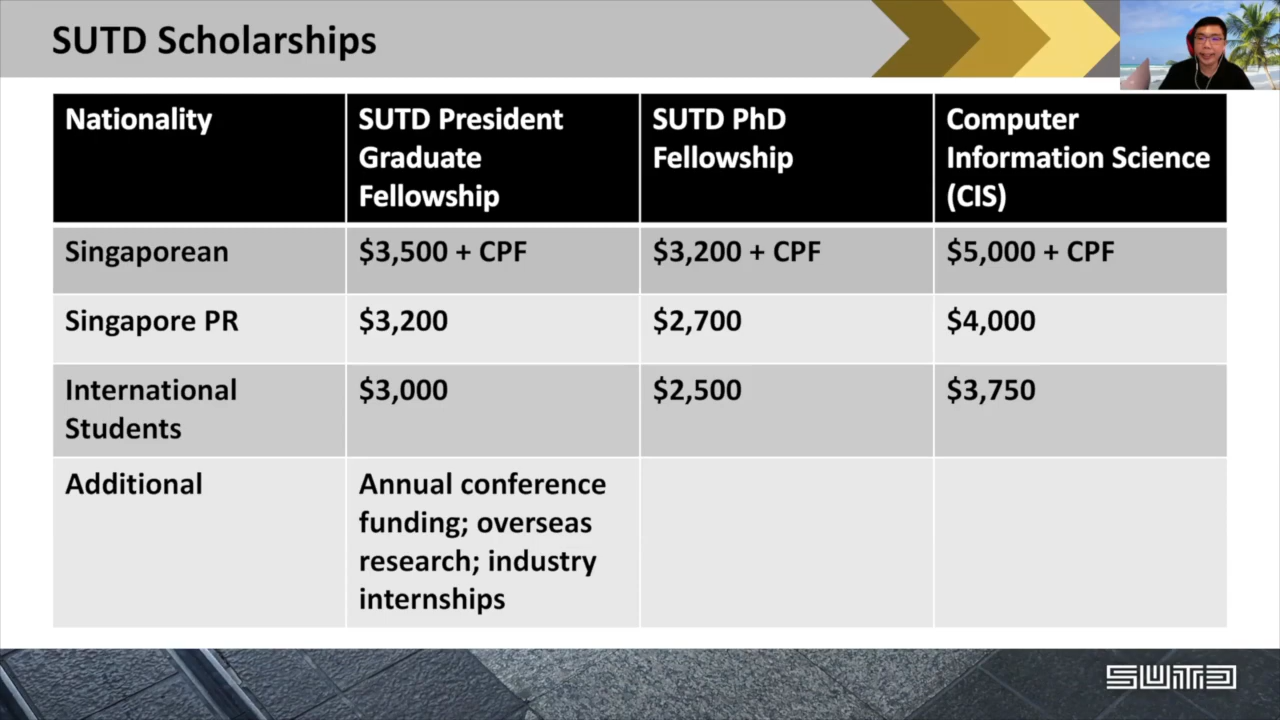 SUTD Scholarships
Nationality
SUTD President
Graduate
Fellowship
SUTD PhD
Fellowship
Computer
Information Science
(CIS)
Singaporean
$3,500 + CPF
$3,200 + CPF
$5,000 + CPF
Singapore PR
$3,200
$2,700
$4,000
International
Students
$3,000
$2,500
$3,750
Additional
Annual conference
funding; overseas
research; industry
internships
SUTD